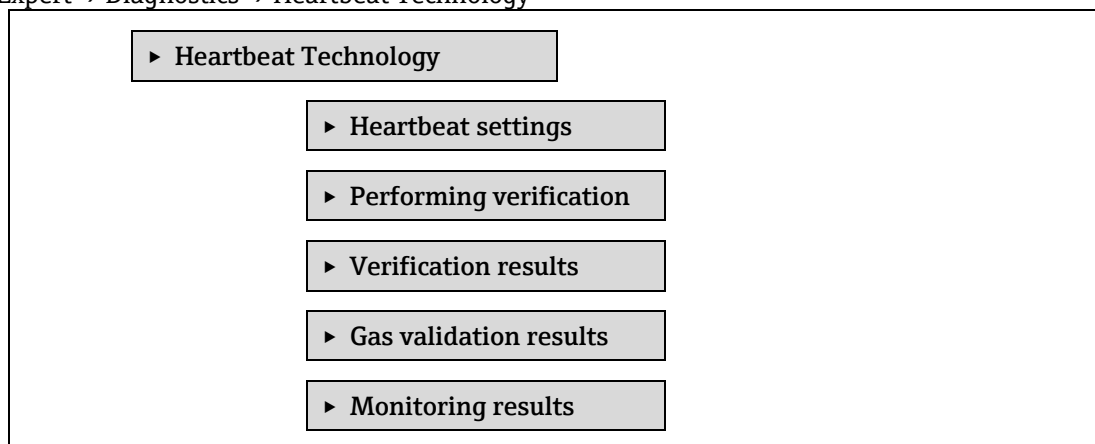 Expert → Diagnostics → Heartbeat Technology
▸ Heartbeat Technology
▸ Heartbeat settings
▸ Performing verification
▸ Verification results
▸ Gas validation results
▸ Monitoring results